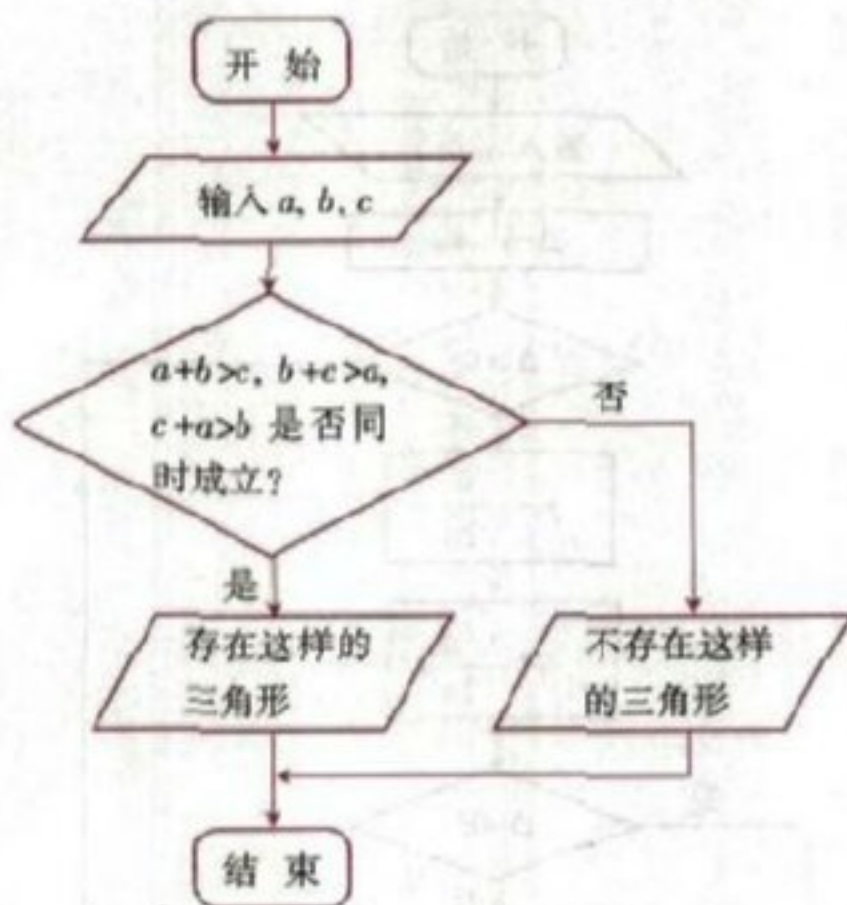 开始
输入 a, b, c
a+b>c, b+c>a,
c+a>b 是否同
时成立?
否
是
存在这样的
三角形
不存在这样
的三角形
结束